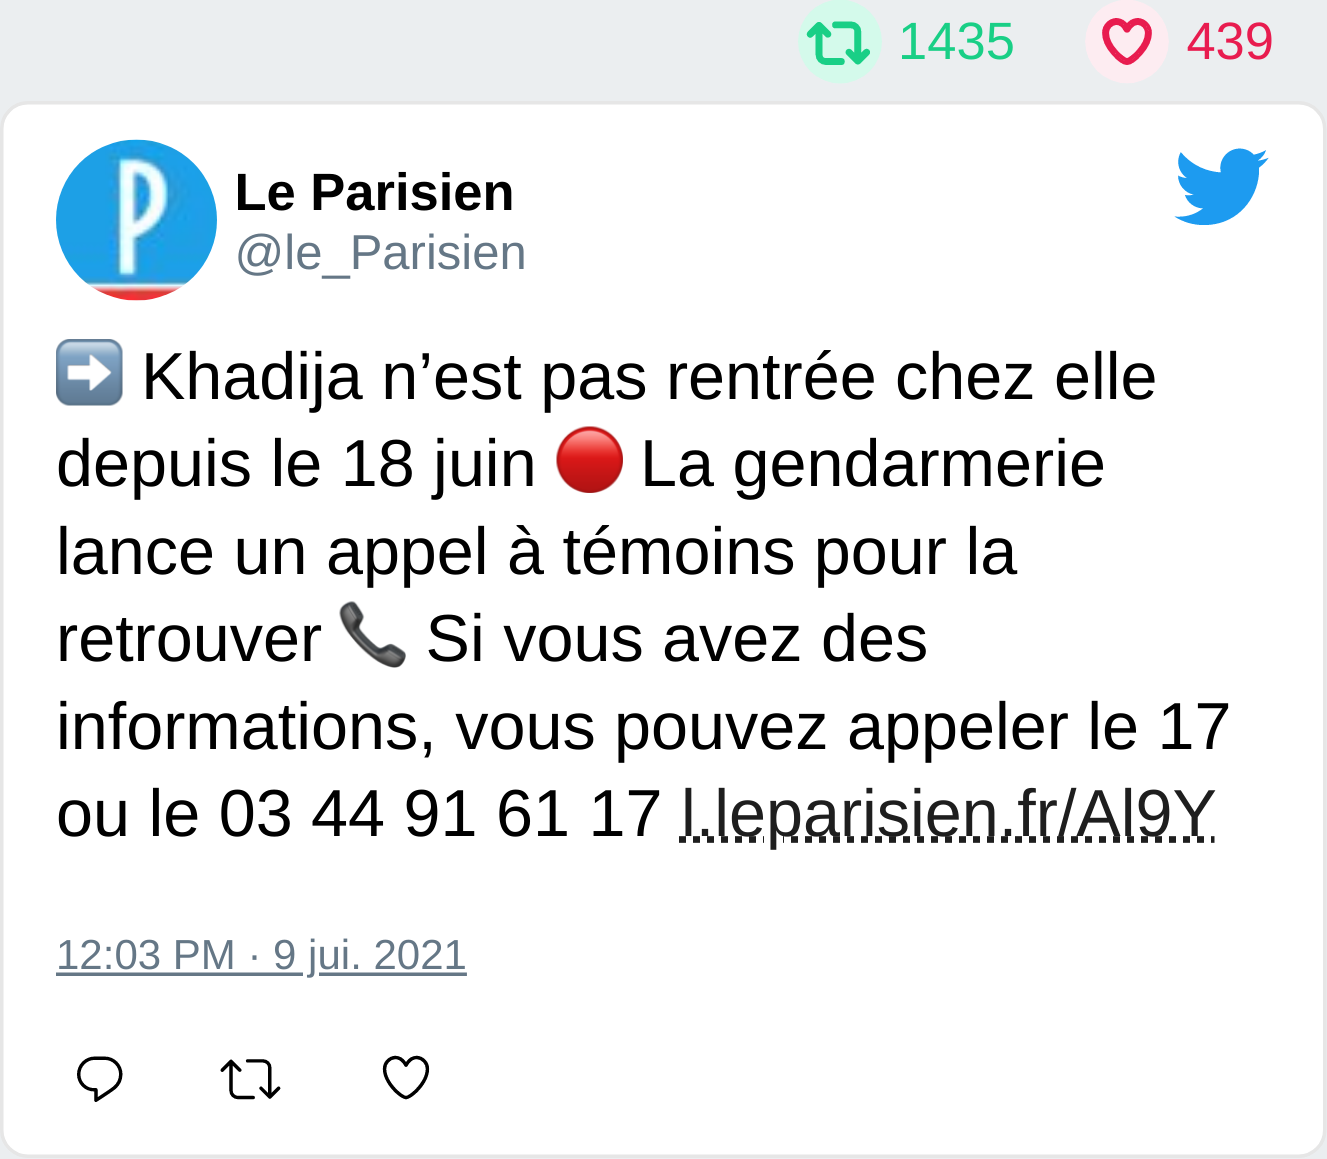 1435 439
Le Parisien
@le_Parisien
➡️ Khadija n’est pas rentrée chez elle
depuis le 18 juin 🔴 La gendarmerie
lance un appel à témoins pour la
retrouver 📞 Si vous avez des
informations, vous pouvez appeler le 17
ou le 03 44 91 61 17 l.leparisien.fr/Al9Y
12:03 PM · 9 jui. 2021